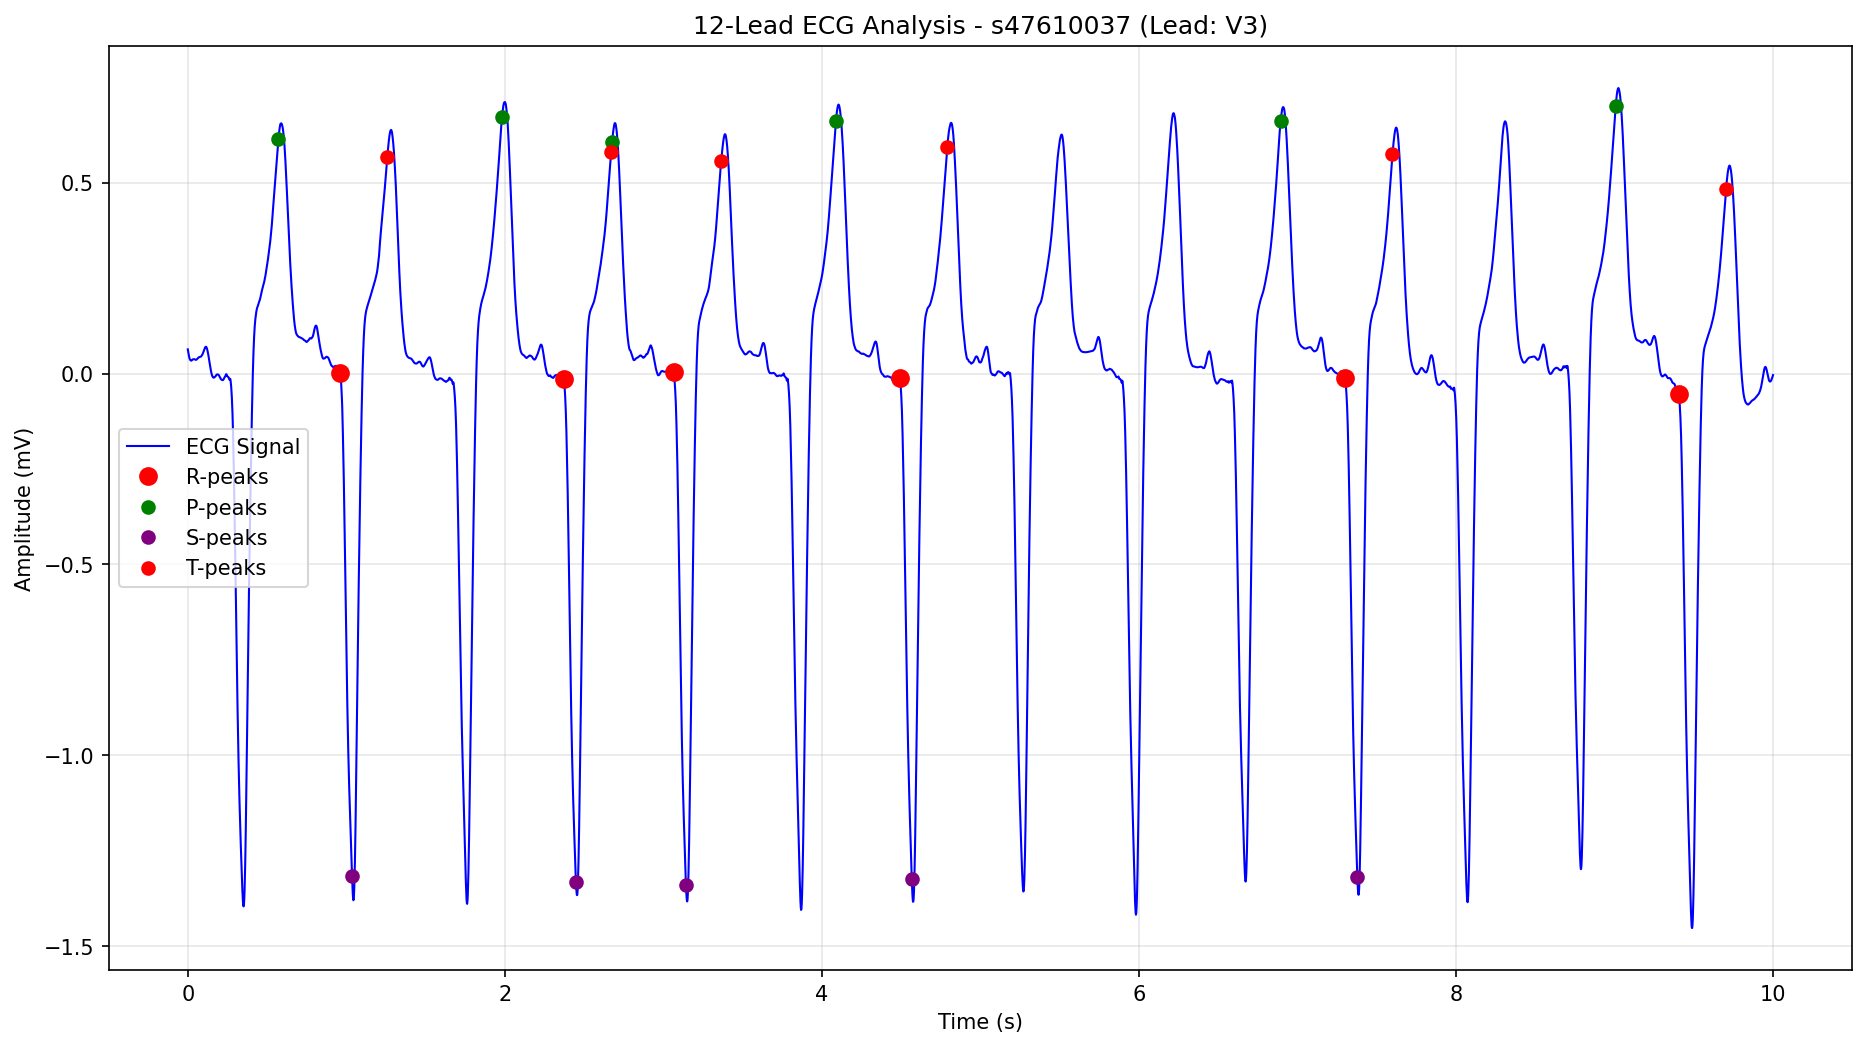 12-Lead ECG Analysis - s47610037 (Lead: V3)
Amplitude (mV)
0.5
0.0
−0.5
−1.0
−1.5
ECG Signal
R-peaks
P-peaks
S-peaks
T-peaks
0 2 4 6 8 10
Time (s)